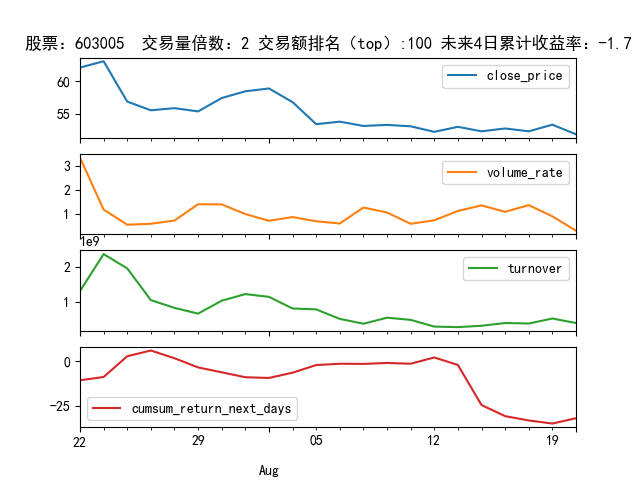 股票：603005  交易量倍数：2 交易额排名（top）:100 未来4日累计收益率：-1.7
60
55
close_price
3
2
1
volume_rate
1e9
2
1
turnover
0
-25
cumsum_return_next_days
22 29 05 12 19
Aug